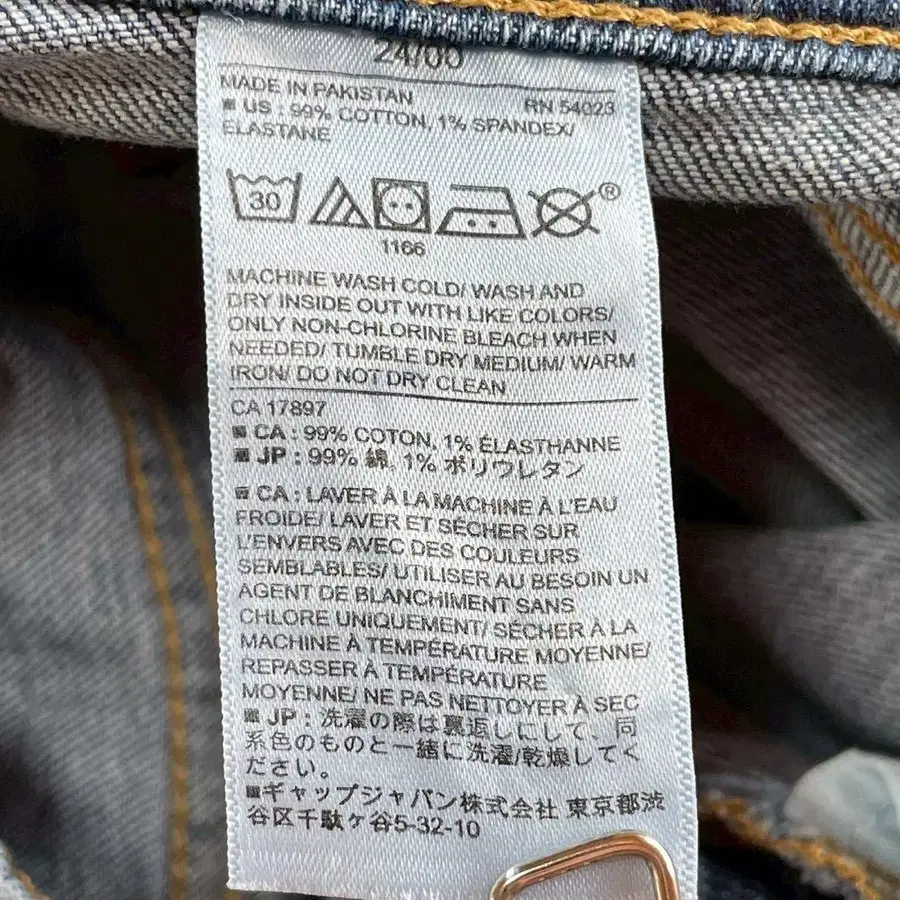 24/00
MADE IN PAKISTAN RN 54023
■ US : 99% COTTON, 1% SPANDEX/
ELASTANE
30
®
1166
MACHINE WASH COLD/ WASH AND
DRY INSIDE OUT WITH LIKE COLORS/
ONLY NON-CHLORINE BLEACH WHEN
NEEDED/ TUMBLE DRY MEDIUM/ WARM
IRON/ DO NOT DRY CLEAN
CA 17897
■ CA : 99% COTON, 1% ÉLASTHANNE
■ JP : 99% 綿, 1% ポリウレタン
■ CA : LAVER À LA MACHINE À L'EAU
FROIDE/ LAVER ET SÉCHER SUR
L'ENVERS AVEC DES COULEURS
SEMBLABLES/ UTILISER AU BESOIN UN
AGENT DE BLANCHIMENT SANS
CHLORE UNIQUEMENT/ SÉCHER À LA
MACHINE À TEMPÉRATURE MOYENNE/
REPASSER À TEMPÉRATURE
MOYENNE/ NE PAS NETTOYER À SEC
■ JP : 洗濯の際は裏返しにして、同
系色のものと一緒に洗濯/乾燥してく
ださい。
■ギャップジャパン株式会社 東京都渋
谷区千駄ヶ谷5-32-10